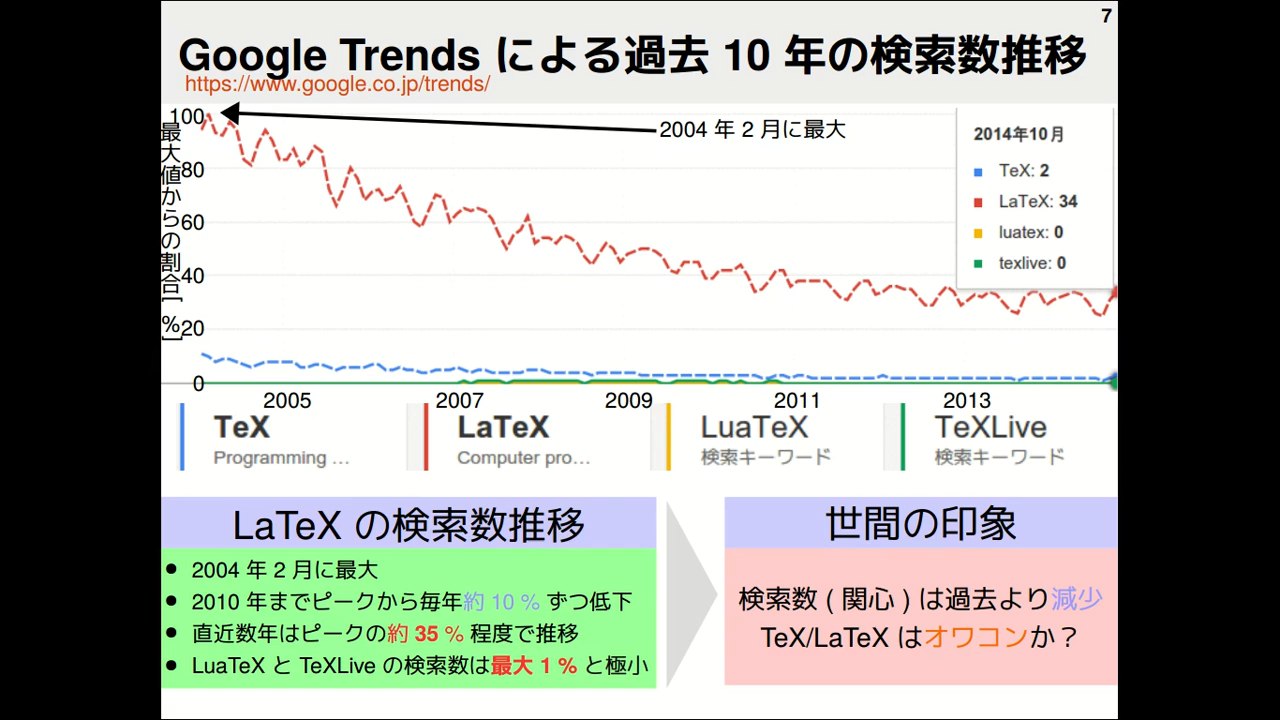 7
Google Trends による過去 10 年の検索数推移
https://www.google.co.jp/trends/
100
80
60
40
20
0
最大値からの割合[%]
2004 年 2 月に最大
2014年10月
TeX: 2
LaTeX: 34
luatex: 0
texlive: 0
2005 2007 2009 2011 2013
TeX LaTeX LuaTeX TeXLive
Programming ... Computer pro... 検索キーワード 検索キーワード
LaTeX の検索数推移
● 2004 年 2 月に最大
● 2010 年までピークから毎年約 10 % ずつ低下
● 直近数年はピークの約 35 % 程度で推移
● LuaTeX と TeXLive の検索数は最大 1 % と極小
世間の印象
検索数 ( 関心 ) は過去より減少
TeX/LaTeX はオワコンか？